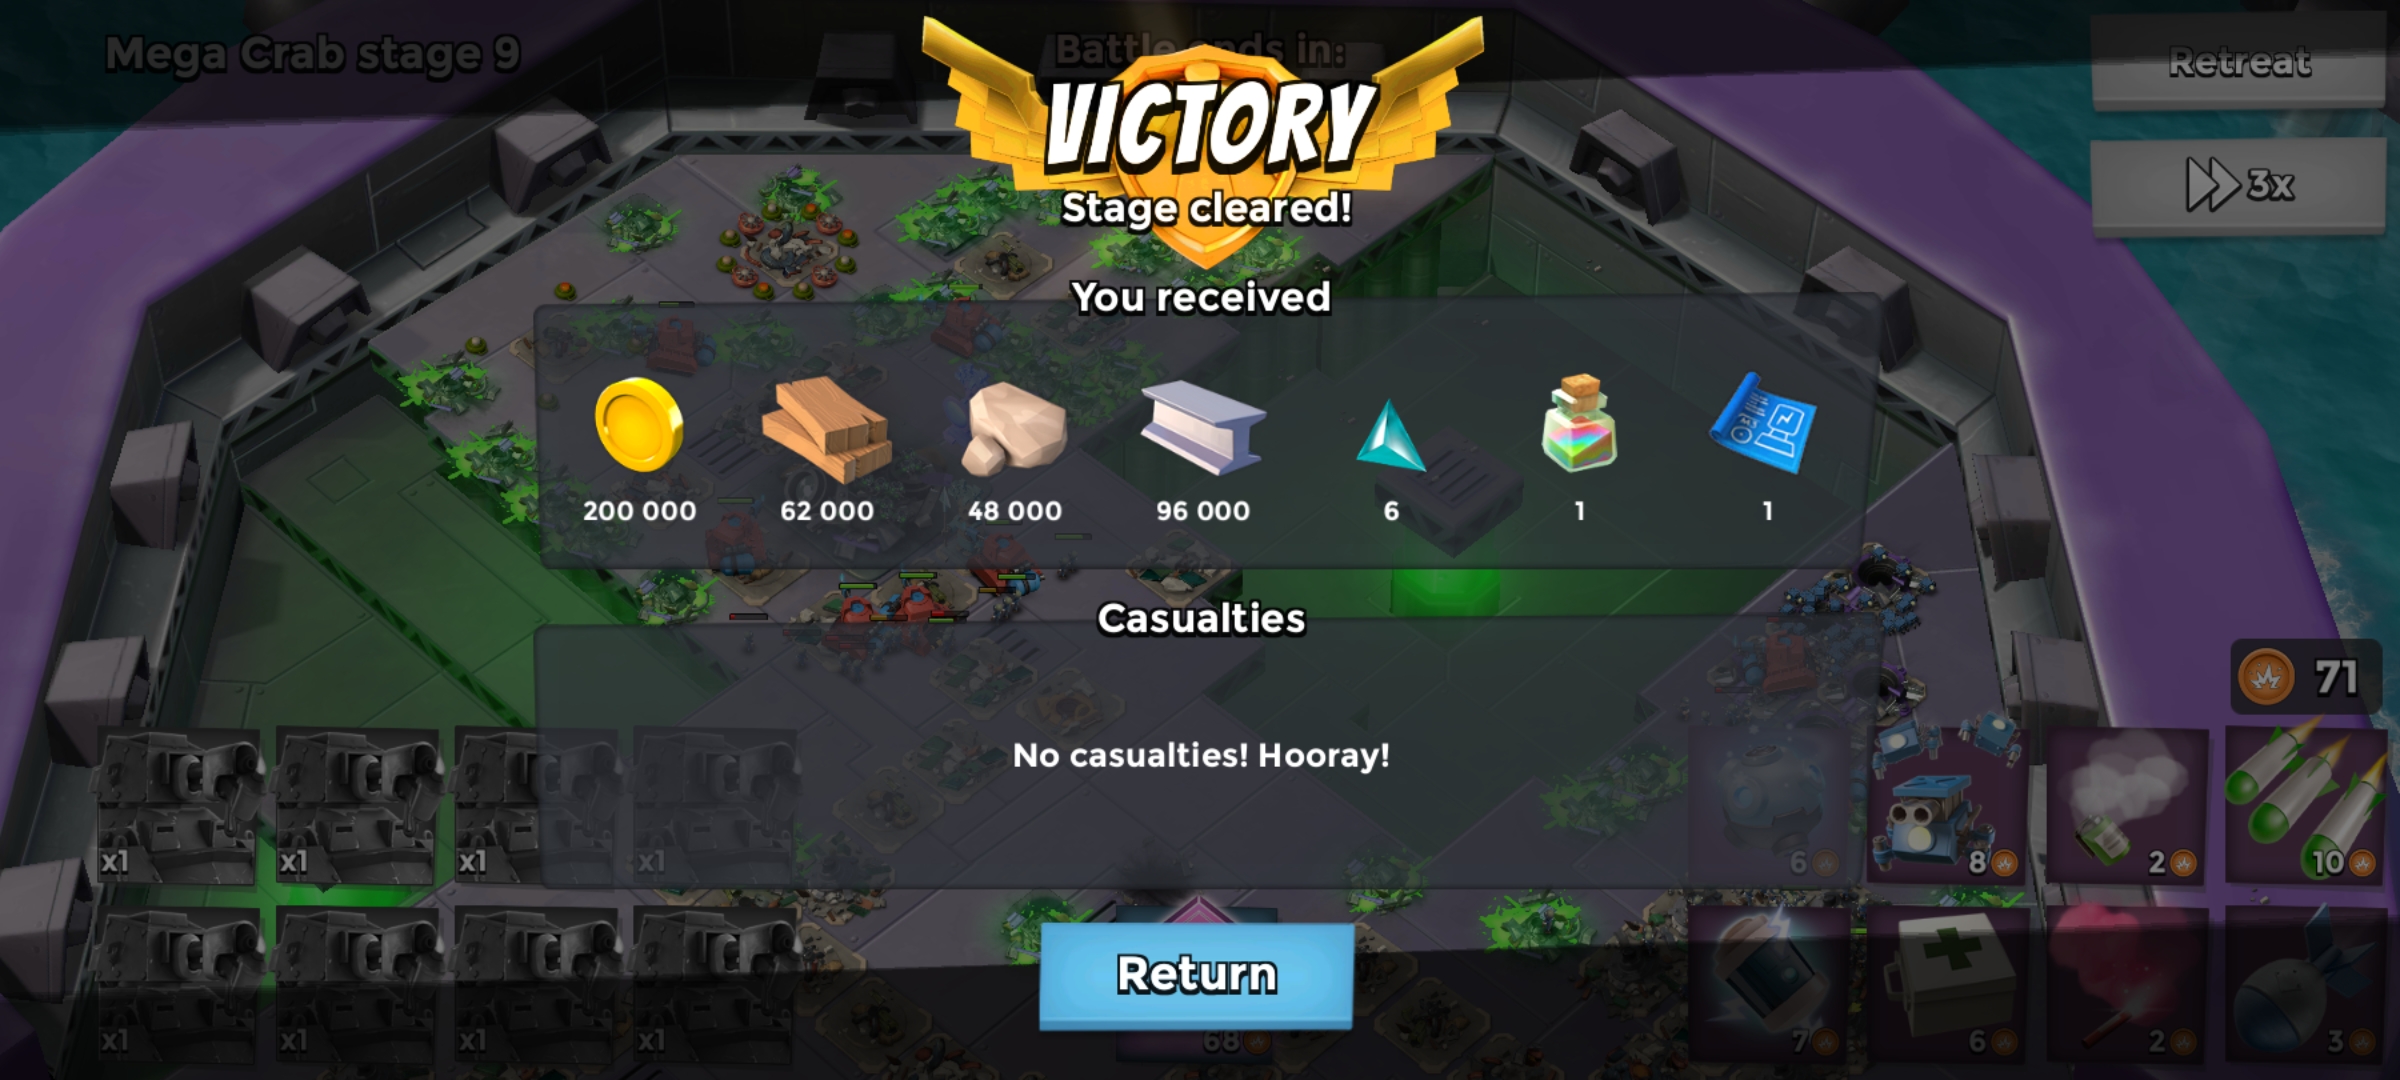 Mega Crab stage 9
Battle ends in:
Retreat
VICTORY
Stage cleared!
3x
You received
200 000
62 000
48 000
96 000
6
1
1
Casualties
71
No casualties! Hooray!
x1
x1
x1
x1
6
8
2
10
Return
x1
x1
x1
x1
68
7
6
2
3